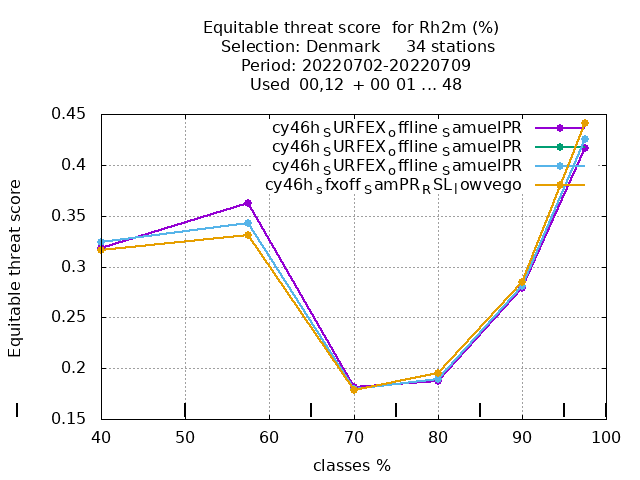 Equitable threat score for Rh2m (%)
Selection: Denmark 34 stations
Period: 20220702-20220709
Used 00,12 + 00 01 ... 48
cy46h_SURFEX_offline_SamuelPR
cy46h_SURFEX_offline_SamuelPR
cy46h_SURFEX_offline_SamuelPR
cy46h_sfxoff_SamPR_RSL_lowvego
Equitable threat score
0.45
0.4
0.35
0.3
0.25
0.2
0.15
40 50 60 70 80 90 100
classes %